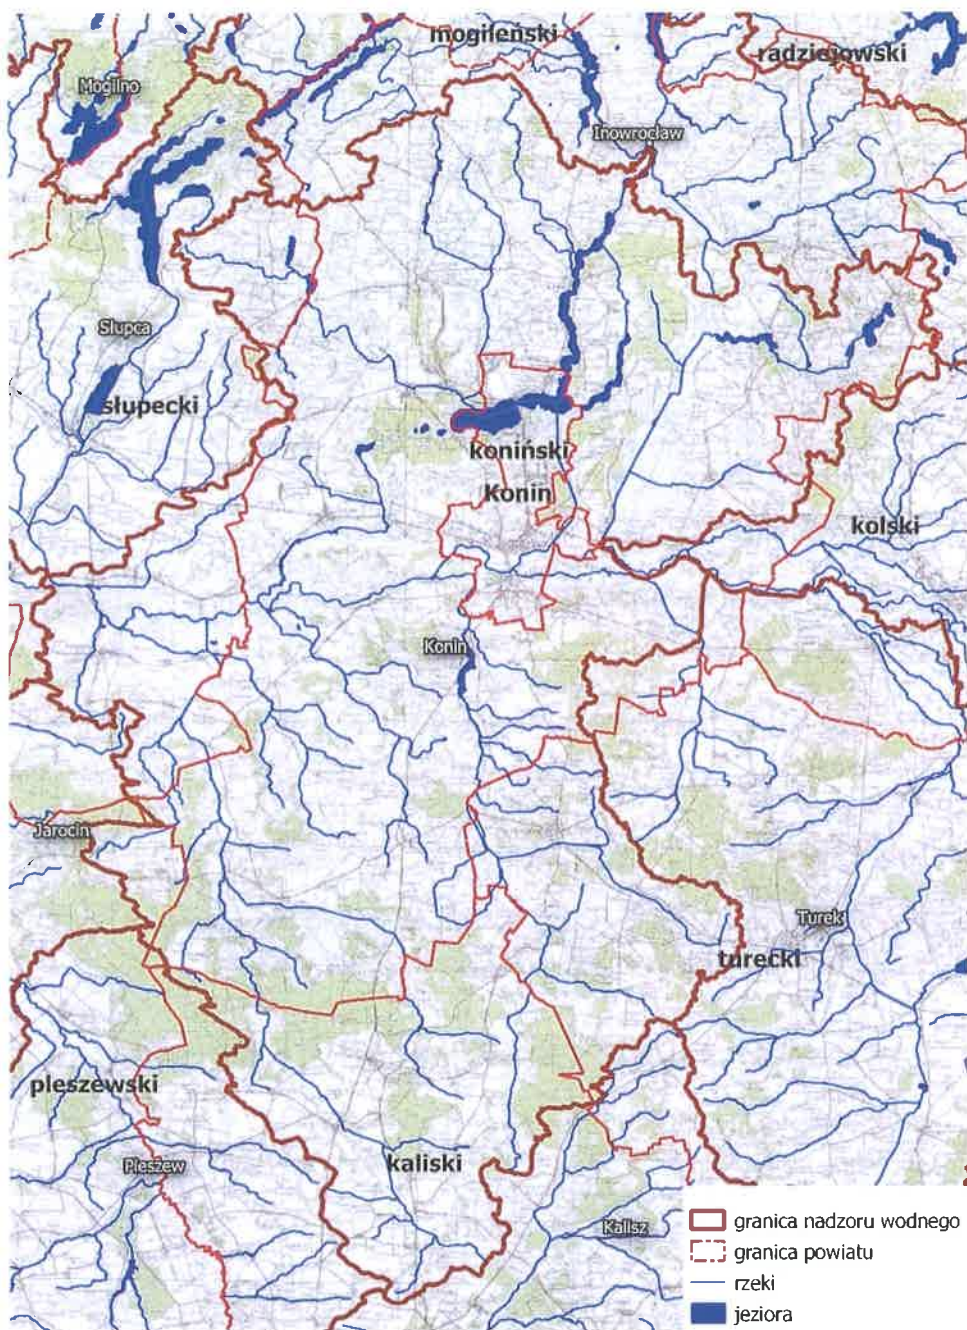 mogileński
radziejowski
Mogilno
Inowrocław
Słupca
słupecki
koniński
Konin
kolski
Konin
Jarocin
Turek
turecki
pleszewski
Pleszew
kaliski
Kalisz
granica nadzoru wodnego
granica powiatu
rzeki
jeziora